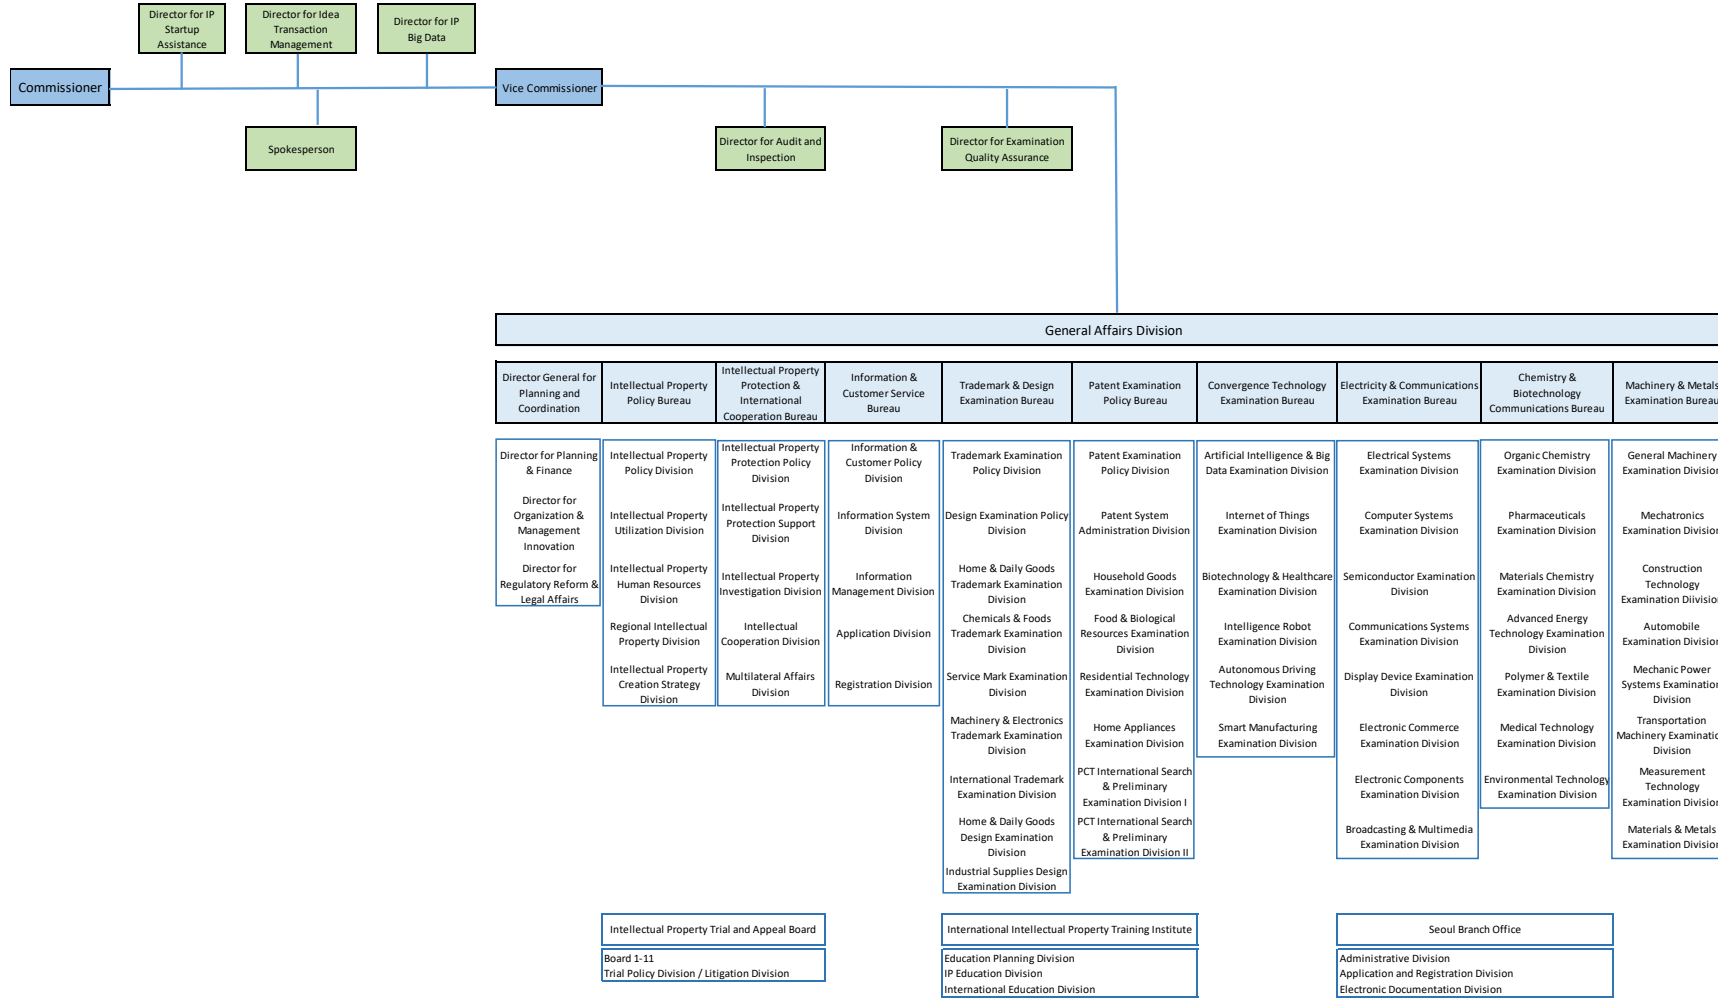 Director for IP
Startup
Assistance
Director for Idea
Transaction
Management
Director for IP
Big Data
Commissioner
Vice Commissioner
Spokesperson
Director for Audit and
Inspection
Director for Examination
Quality Assurance
General Affairs Division
Director General for
Planning and
Coordination
Intellectual Property
Policy Bureau
Intellectual Property
Protection &
International
Cooperation Bureau
Information &
Customer Service
Bureau
Trademark & Design
Examination Bureau
Patent Examination
Policy Bureau
Convergence Technology
Examination Bureau
Electricity & Communications
Examination Bureau
Chemistry &
Biotechnology
Communications Bureau
Machinery & Metals
Examination Bureau
Director for Planning
& Finance
Director for
Organization &
Management
Innovation
Director for
Regulatory Reform &
Legal Affairs
Intellectual Property
Policy Division
Intellectual Property
Utilization Division
Intellectual Property
Human Resources
Division
Regional Intellectual
Property Division
Intellectual Property
Creation Strategy
Division
Intellectual Property
Protection Policy
Division
Intellectual Property
Protection Support
Division
Intellectual Property
Investigation Division
Intellectual
Cooperation Division
Multilateral Affairs
Division
Information &
Customer Policy
Division
Information System
Division
Information
Management Division
Application Division
Registration Division
Trademark Examination
Policy Division
Design Examination Policy
Division
Home & Daily Goods
Trademark Examination
Division
Chemicals & Foods
Trademark Examination
Division
Service Mark Examination
Division
Machinery & Electronics
Trademark Examination
Division
International Trademark
Examination Division
Home & Daily Goods
Design Examination
Division
Industrial Supplies Design
Examination Division
Patent Examination
Policy Division
Patent System
Administration Division
Household Goods
Examination Division
Food & Biological
Resources Examination
Division
Residential Technology
Examination Division
Home Appliances
Examination Division
PCT International Search
& Preliminary
Examination Division I
PCT International Search
& Preliminary
Examination Division II
Artificial Intelligence & Big
Data Examination Division
Internet of Things
Examination Division
Biotechnology & Healthcare
Examination Division
Intelligence Robot
Examination Division
Autonomous Driving
Technology Examination
Division
Smart Manufacturing
Examination Division
Electrical Systems
Examination Division
Computer Systems
Examination Division
Semiconductor Examination
Division
Communications Systems
Examination Division
Display Device Examination
Division
Electronic Commerce
Examination Division
Electronic Components
Examination Division
Broadcasting & Multimedia
Examination Division
Organic Chemistry
Examination Division
Pharmaceuticals
Examination Division
Materials Chemistry
Examination Division
Advanced Energy
Technology Examination
Division
Polymer & Textile
Examination Division
Medical Technology
Examination Division
Environmental Technology
Examination Division
General Machinery
Examination Division
Mechatronics
Examination Division
Construction
Technology
Examination Diivision
Automobile
Examination Division
Mechanic Power
Systems Examination
Division
Transportation
Machinery Examination
Division
Measurement
Technology
Examination Division
Materials & Metals
Examination Division
Intellectual Property Trial and Appeal Board
Board 1-11
Trial Policy Division / Litigation Division
International Intellectual Property Training Institute
Education Planning Division
IP Education Division
International Education Division
Seoul Branch Office
Administrative Division
Application and Registration Division
Electronic Documentation Division